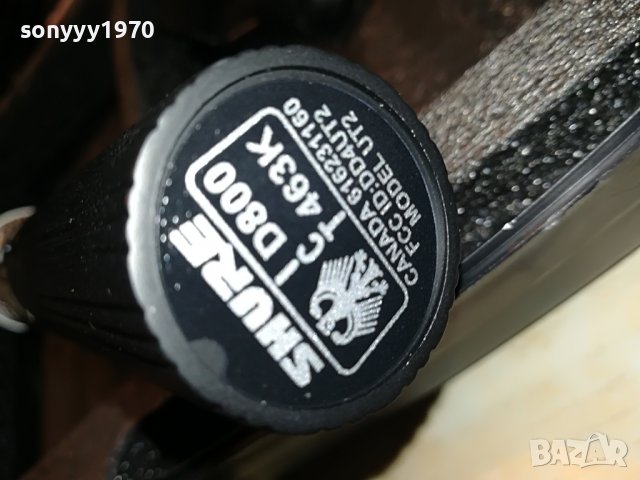 sonyyy1970
SHURE
I D800
C
T 463K
CANADA 616231160
FCC ID:DD4UT2
MODEL UT2
BAZAR